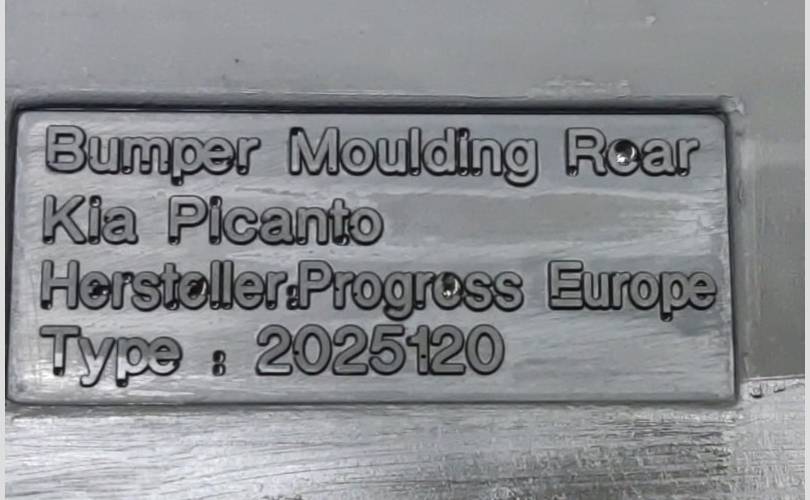 Bumper Moulding Rear
Kia Picanto
Hersteller:Progress Europe
Type : 2025120